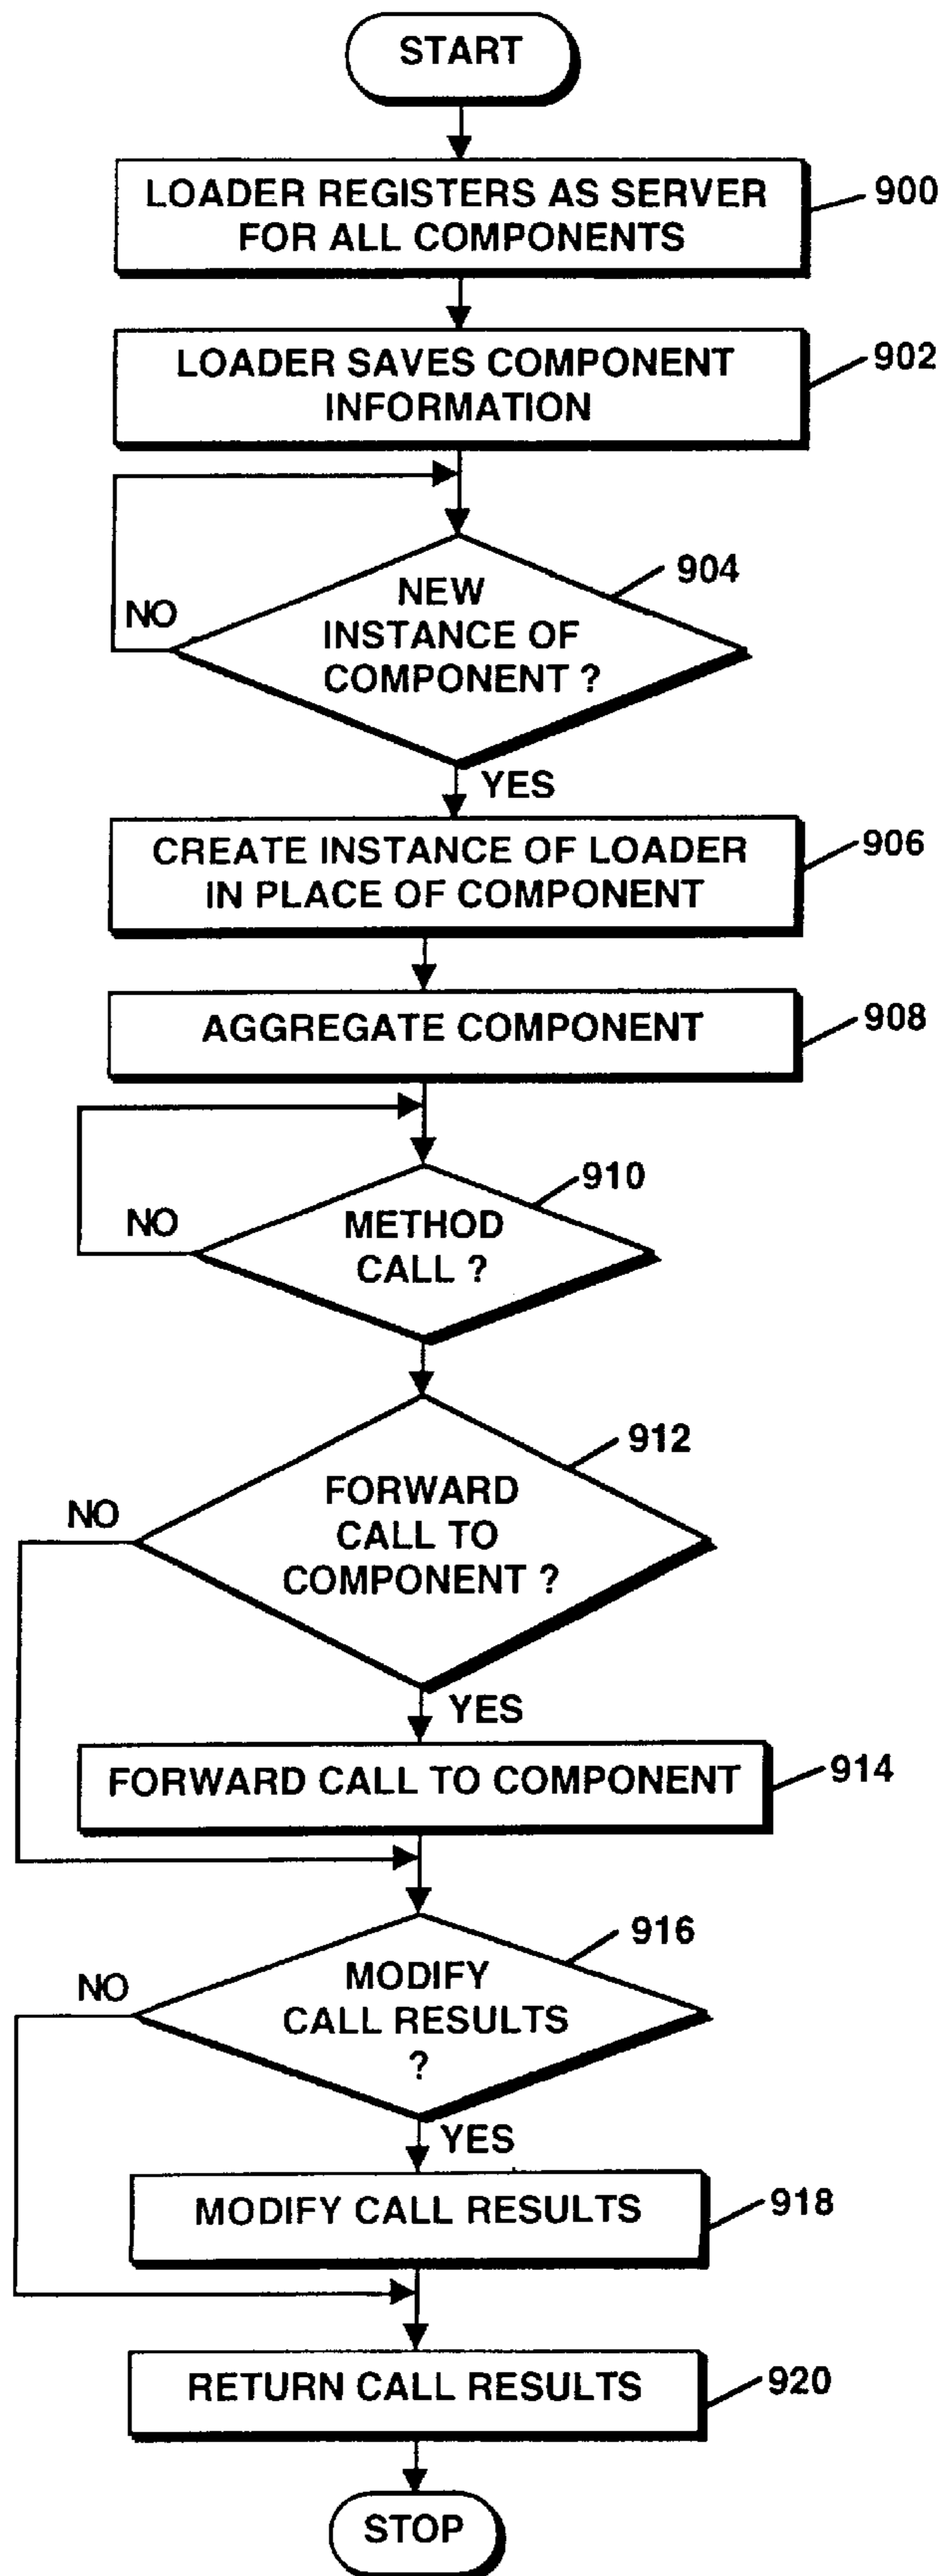 START
LOADER REGISTERS AS SERVER
FOR ALL COMPONENTS
900
LOADER SAVES COMPONENT
INFORMATION
902
904
NEW
INSTANCE OF
COMPONENT ?
NO
YES
CREATE INSTANCE OF LOADER
IN PLACE OF COMPONENT
906
AGGREGATE COMPONENT
908
910
METHOD
CALL ?
NO
912
FORWARD
CALL TO
COMPONENT ?
NO
YES
FORWARD CALL TO COMPONENT
914
916
MODIFY
CALL RESULTS
?
NO
YES
MODIFY CALL RESULTS
918
RETURN CALL RESULTS
920
STOP